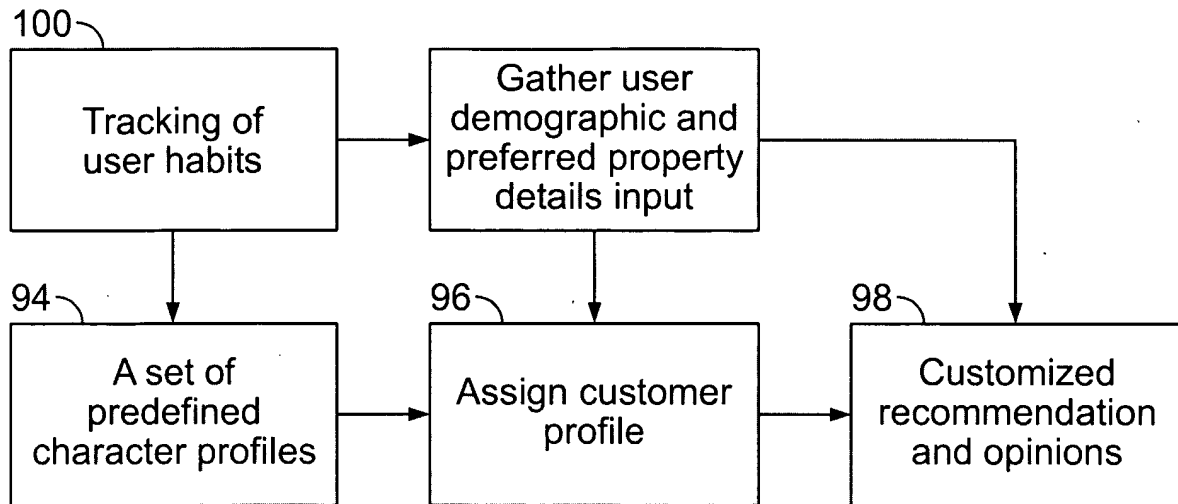 100
Tracking of
user habits
Gather user
demographic and
preferred property
details input
94
A set of
predefined
character profiles
96
Assign customer
profile
98
Customized
recommendation
and opinions